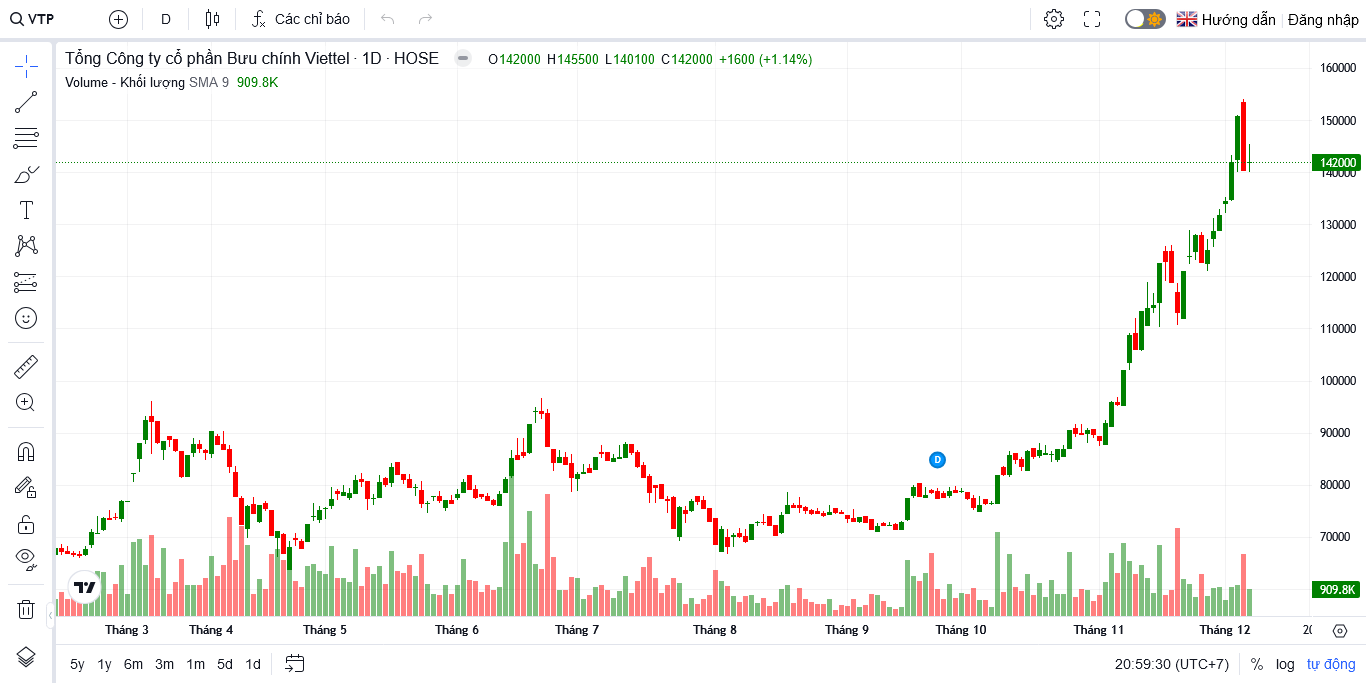 VTP D Các chỉ báo Hướng dẫn Đăng nhập
Tổng Công ty cổ phần Bưu chính Viettel · 1D · HOSE O142000 H145500 L140100 C142000 +1600 (+1.14%)
Volume - Khối lượng SMA 9 909.8K
160000
150000
142000
140000
130000
120000
110000
100000
90000
80000
70000
909.8K
D
T
Tháng 3 Tháng 4 Tháng 5 Tháng 6 Tháng 7 Tháng 8 Tháng 9 Tháng 10 Tháng 11 Tháng 12
5y 1y 6m 3m 1m 5d 1d 20:59:30 (UTC+7) % log tự động